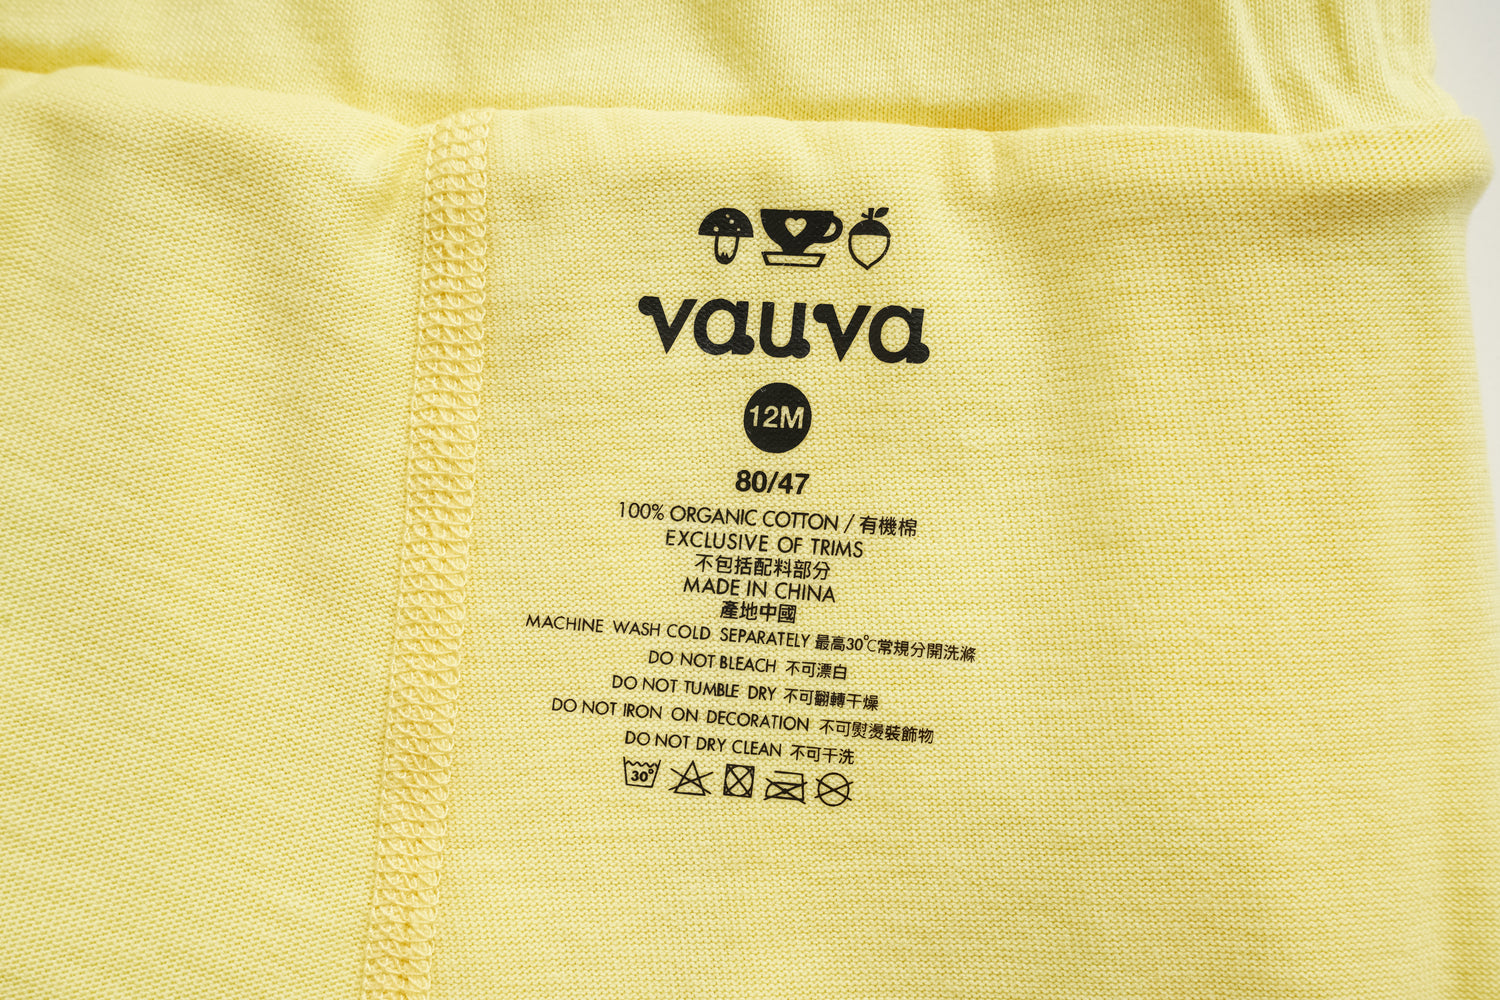 vauva
12M
80/47
100% ORGANIC COTTON / 有機棉
EXCLUSIVE OF TRIMS
不包括配料部分
MADE IN CHINA
產地中國
MACHINE WASH COLD SEPARATELY 最高30℃常規分開洗滌
DO NOT BLEACH 不可漂白
DO NOT TUMBLE DRY 不可翻轉干燥
DO NOT IRON ON DECORATION 不可熨燙裝飾物
DO NOT DRY CLEAN 不可干洗
30°